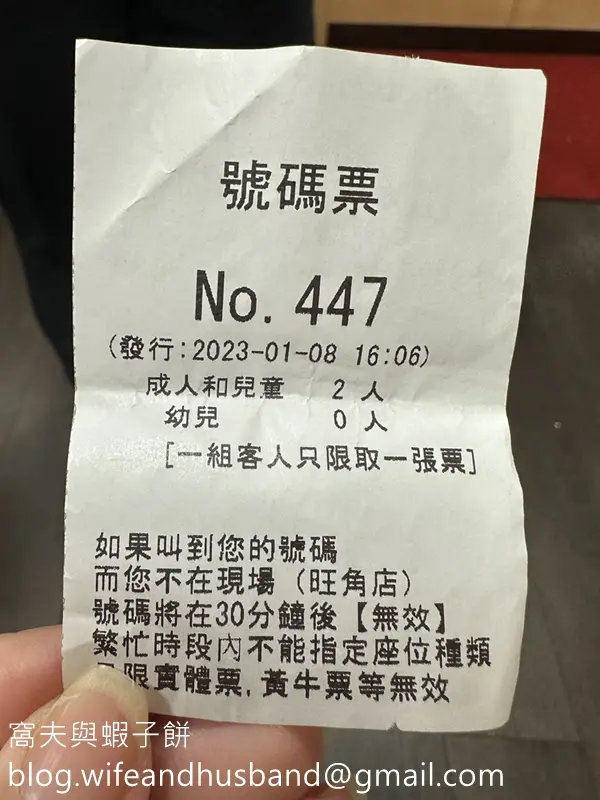 號碼票
No. 447
(發行:2023-01-08 16:06)
成人和兒童 2 人
幼兒 0 人
[一組客人只限取一張票]
如果叫到您的號碼
而您不在現場 (旺角店)
號碼將在30分鐘後【無效】
繁忙時段內不能指定座位種類
限實體票,黃牛票等無效
窩夫與蝦子餅
blog.wifeandhusband@gmail.com